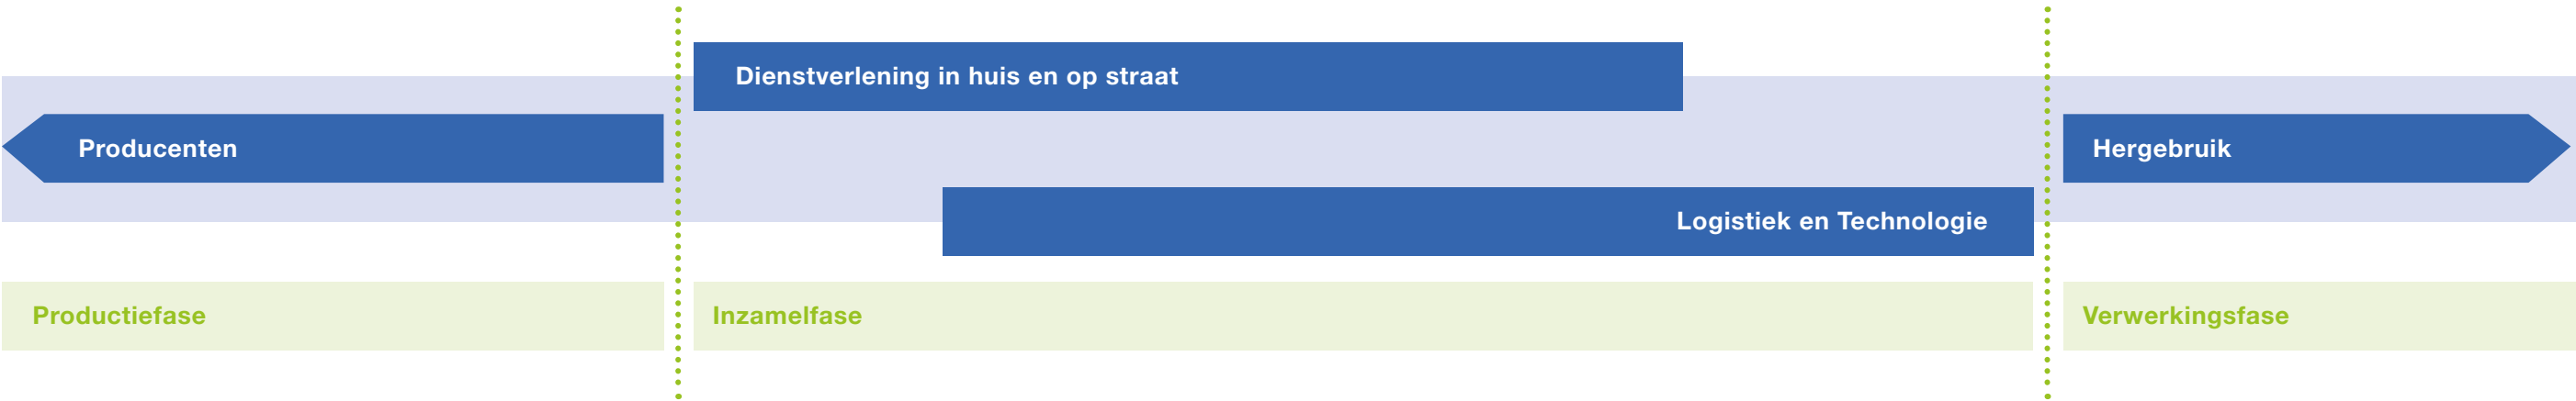 Dienstverlening in huis en op straat
Producenten
Hergebruik
Logistiek en Technologie
Productiefase
Inzamelfase
Verwerkingsfase